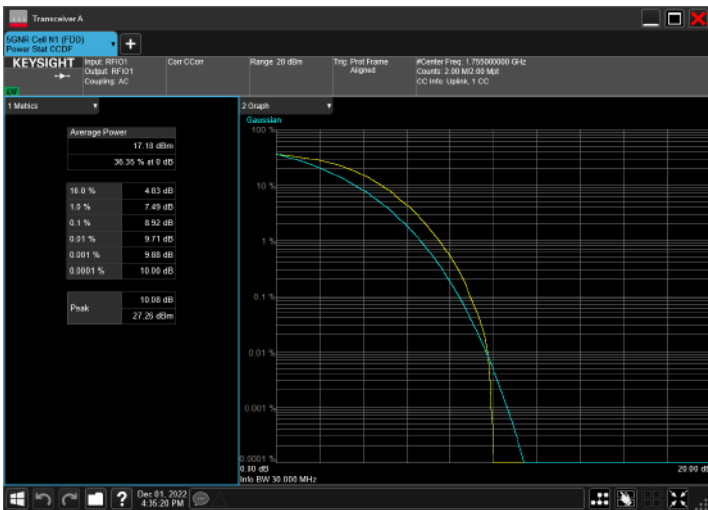 Transceiver A
5GNR Cell N1 (FDD)
Power Stat CCDF
KEYSIGHT
Input: RFIO1
Output: RFIO1
Coupling: AC
Corr CCorr
Range: 20 dBm
Trig: Prot Frame
Aligned
#Center Freq: 1.755000000 GHz
Counts: 2.00 M/2.00 Mpt
CC Info: Uplink, 1 CC
1 Metrics
Average Power
17.18 dBm
36.35 % at 0 dB
10.0 % 4.83 dB
1.0 % 7.49 dB
0.1 % 8.92 dB
0.01 % 9.71 dB
0.001 % 9.88 dB
0.0001 % 10.00 dB
Peak
10.08 dB
27.26 dBm
2 Graph
Gaussian
100 %
10 %
1 %
0.1 %
0.01 %
0.001 %
0.0001 %
0.00 dB
20.00 dB
Info BW 30.000 MHz
Dec 01, 2022
4:35:20 PM